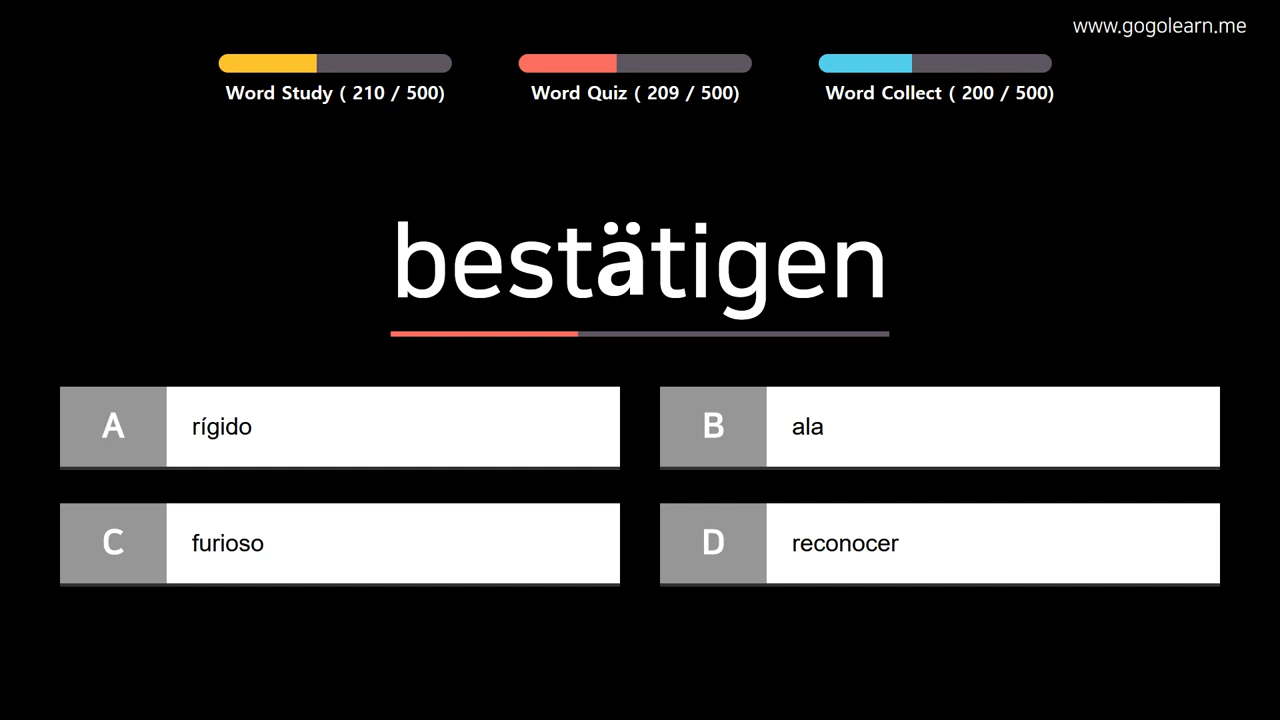 www.gogolearn.me
Word Study ( 210 / 500)
Word Quiz ( 209 / 500)
Word Collect ( 200 / 500)
bestätigen
A rígido
B ala
C furioso
D reconocer